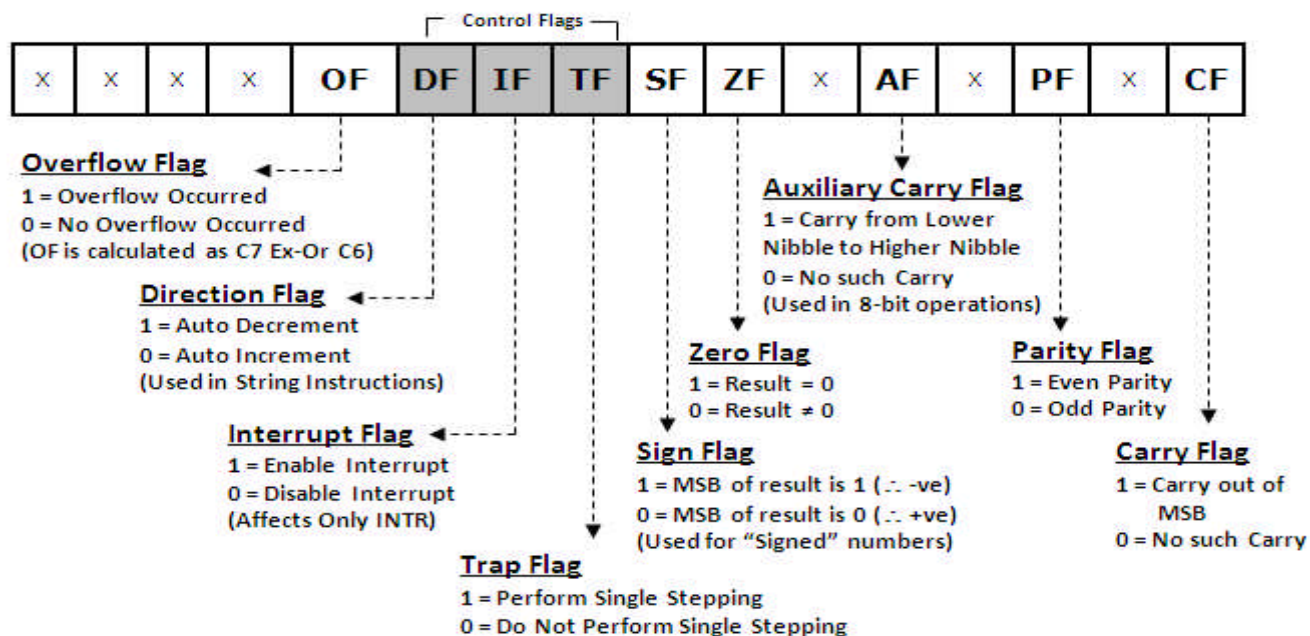 Control Flags
x x x x OF DF IF TF SF ZF x AF x PF x CF
Overflow Flag
1 = Overflow Occurred
0 = No Overflow Occurred
(OF is calculated as C7 Ex-Or C6)
Direction Flag
1 = Auto Decrement
0 = Auto Increment
(Used in String Instructions)
Interrupt Flag
1 = Enable Interrupt
0 = Disable Interrupt
(Affects Only INTR)
Trap Flag
1 = Perform Single Stepping
0 = Do Not Perform Single Stepping
Sign Flag
1 = MSB of result is 1 (∴ -ve)
0 = MSB of result is 0 (∴ +ve)
(Used for “Signed” numbers)
Zero Flag
1 = Result = 0
0 = Result ≠ 0
Auxiliary Carry Flag
1 = Carry from Lower
Nibble to Higher Nibble
0 = No such Carry
(Used in 8-bit operations)
Parity Flag
1 = Even Parity
0 = Odd Parity
Carry Flag
1 = Carry out of
MSB
0 = No such Carry